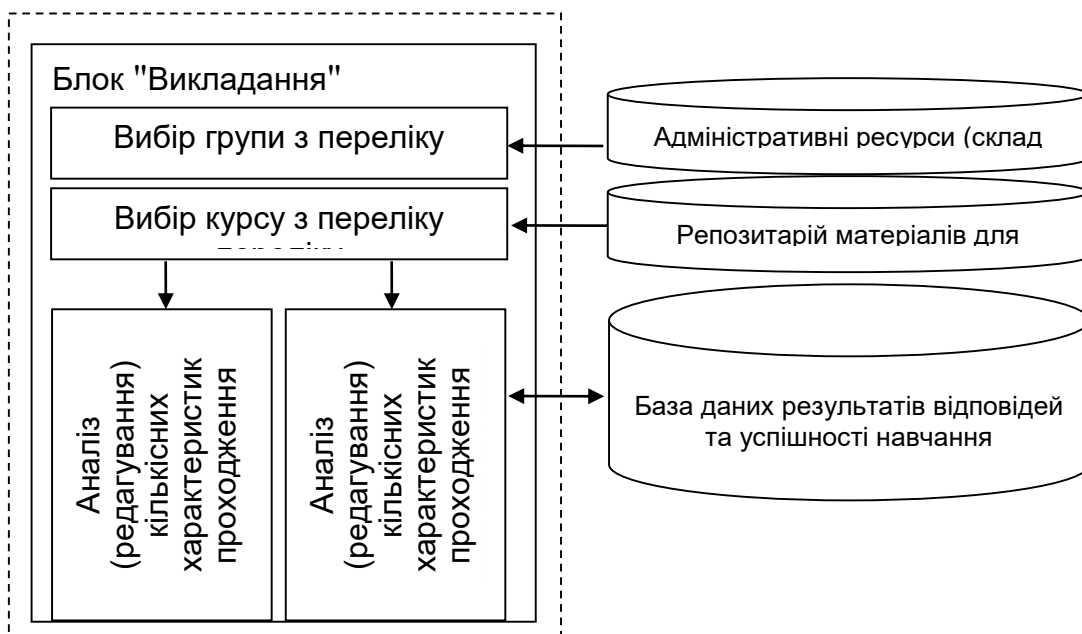 Блок "Викладання"
Вибір групи з переліку
Адміністративні ресурси (склад
Вибір курсу з переліку
переліку
Репозитарій матеріалів для
Аналіз
(редагування)
кількісних
характеристик
проходження
Аналіз
(редагування)
кількісних
характеристик
проходження
База даних результатів відповідей
та успішності навчання